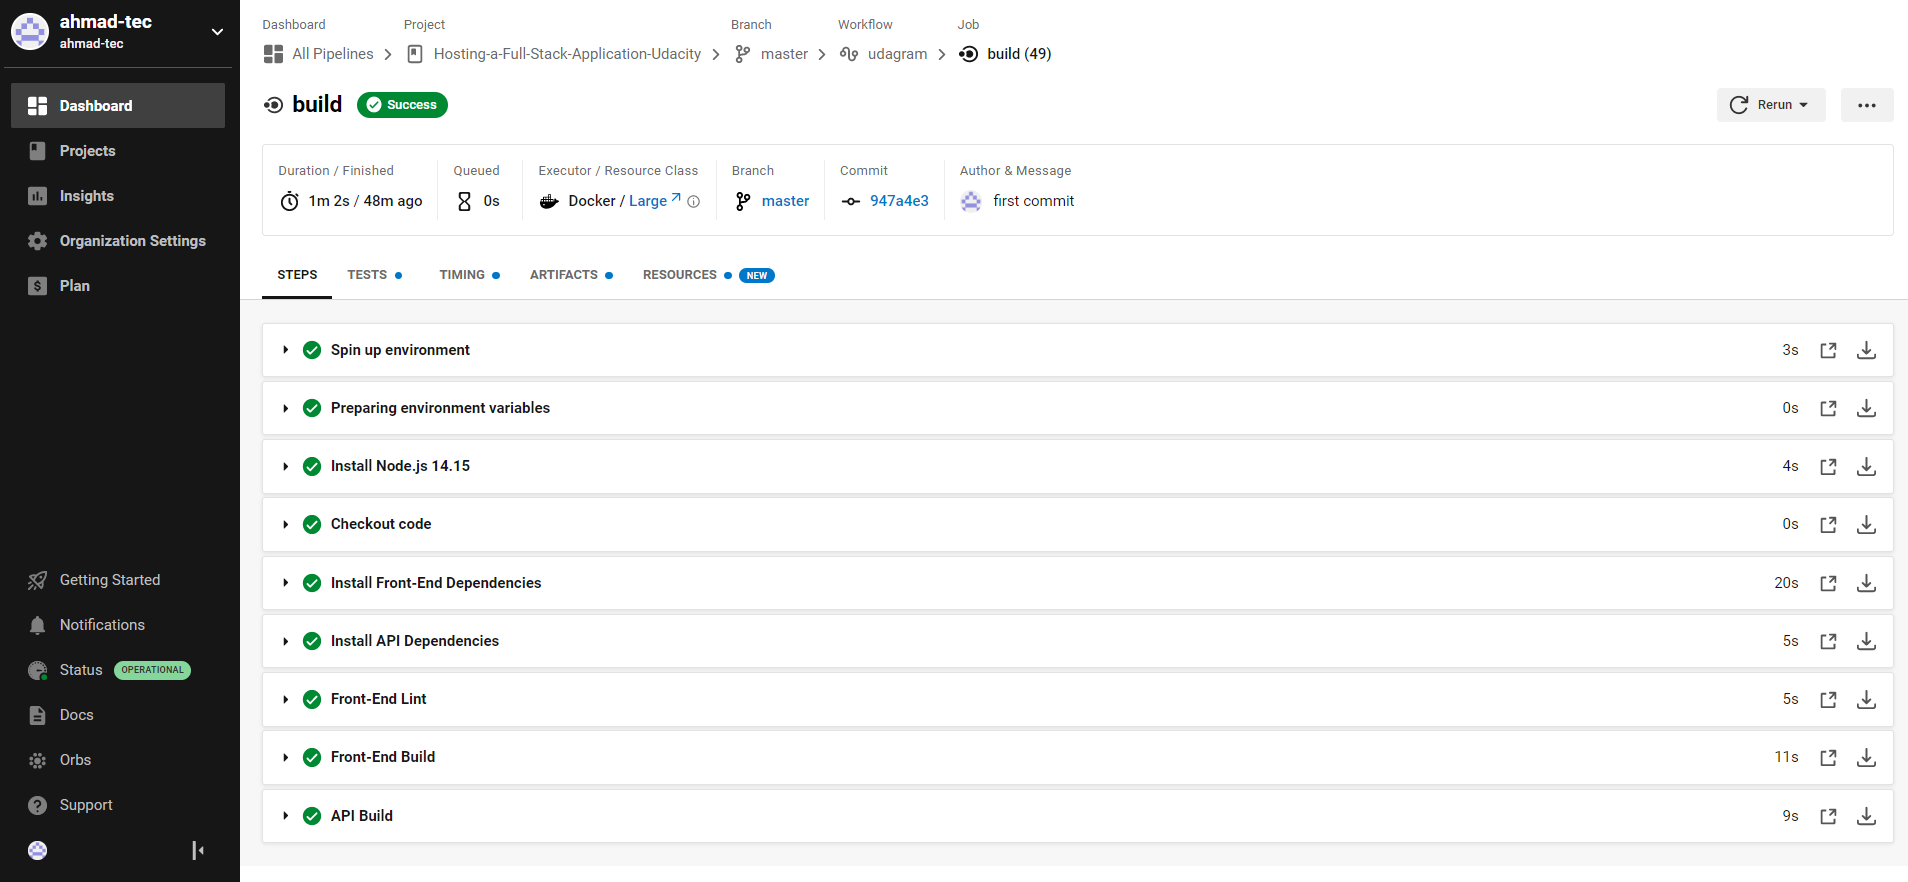 ahmad-tec
ahmad-tec
Dashboard
Projects
Insights
Organization Settings
Plan
Getting Started
Notifications
Status OPERATIONAL
Docs
Orbs
Support
Dashboard Project Branch Workflow Job
All Pipelines Hosting-a-Full-Stack-Application-Udacity master udagram build (49)
build Success Rerun
Duration / Finished Queued Executor / Resource Class Branch Commit Author & Message
1m 2s / 48m ago 0s Docker / Large master 947a4e3 first commit
STEPS TESTS TIMING ARTIFACTS RESOURCES NEW
Spin up environment 3s
Preparing environment variables 0s
Install Node.js 14.15 4s
Checkout code 0s
Install Front-End Dependencies 20s
Install API Dependencies 5s
Front-End Lint 5s
Front-End Build 11s
API Build 9s